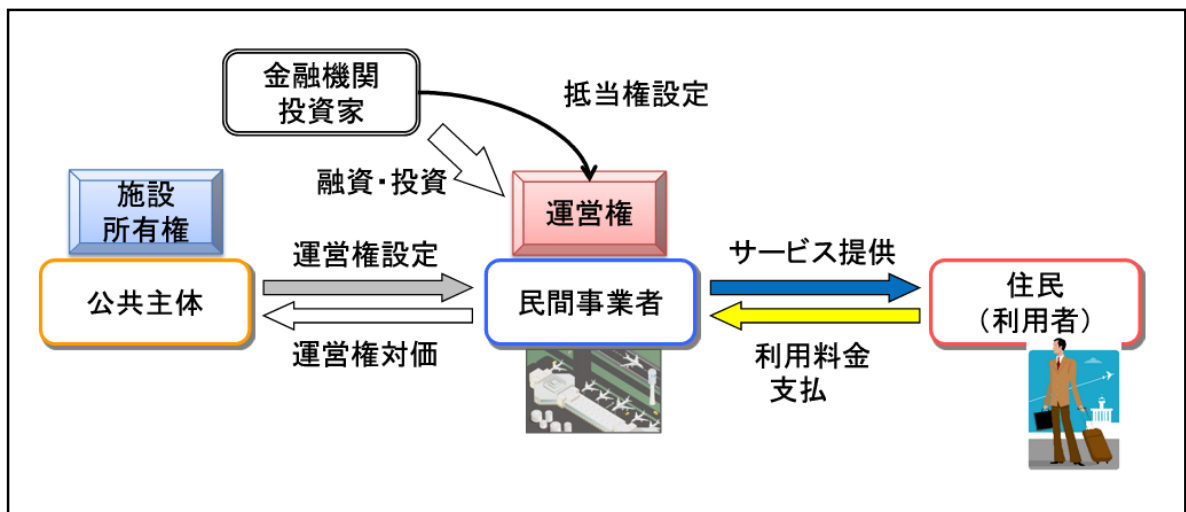 金融機関
投資家
抵当権設定
融資・投資
施設
所有権
運営権
運営権設定
サービス提供
公共主体
民間事業者
住民
（利用者）
運営権対価
利用料金
支払